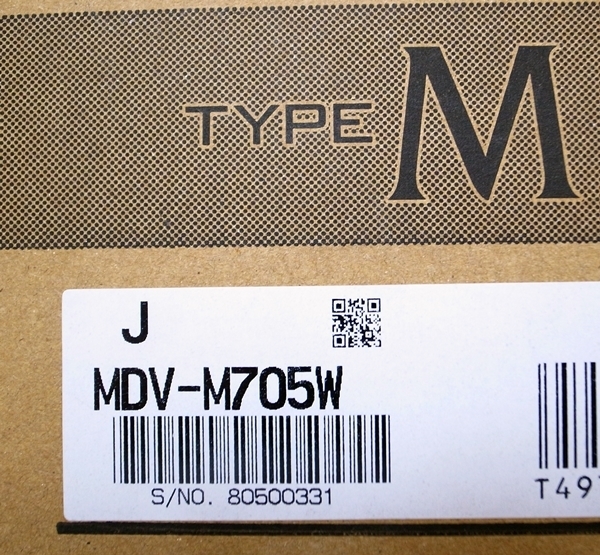 TYPE M
J
MDV-M705W
S/NO. 80500331
T49